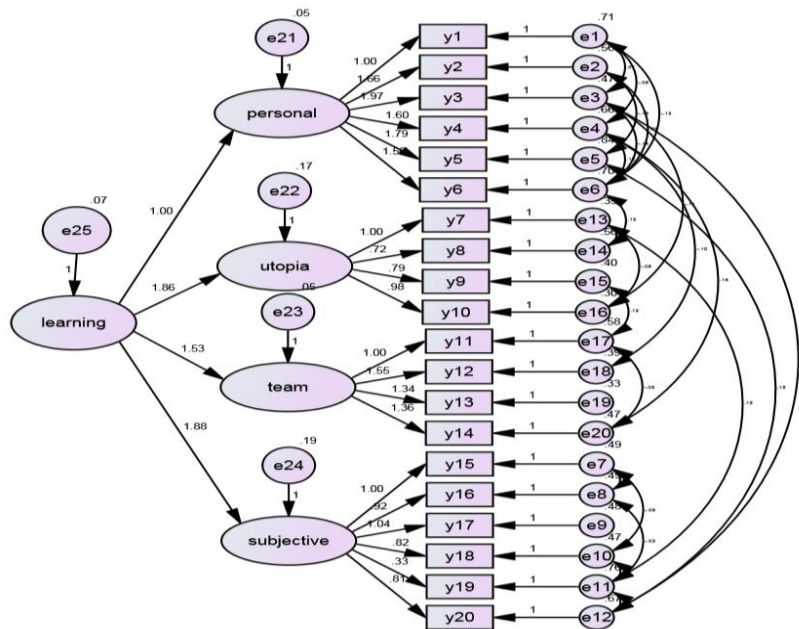 .05
e21
1
personal
1.00
1.66
1.97
1.60
1.79
.17
e22
1
utopia
1.00
.72
.79
.98
.07
e25
1
learning
1.00
1.86
1.53
1.88
.05
e23
1
team
1.00
1.55
1.34
1.36
.19
e24
1
subjective
1.00
.92
1.04
.82
.33
.81
y1 1 e1 .71
y2 1 e2
y3 1 e3
y4 1 e4
y5 1 e5
y6 1 e6
y7 1 e13
y8 1 e14
y9 1 e15 .40
y10 1 e16
y11 1 e17 .58
y12 1 e18
y13 1 e19 .33
y14 1 e20 .47
y15 1 e7 .49
y16 1 e8
y17 1 e9
y18 1 e10 .47
y19 1 e11
y20 1 e12